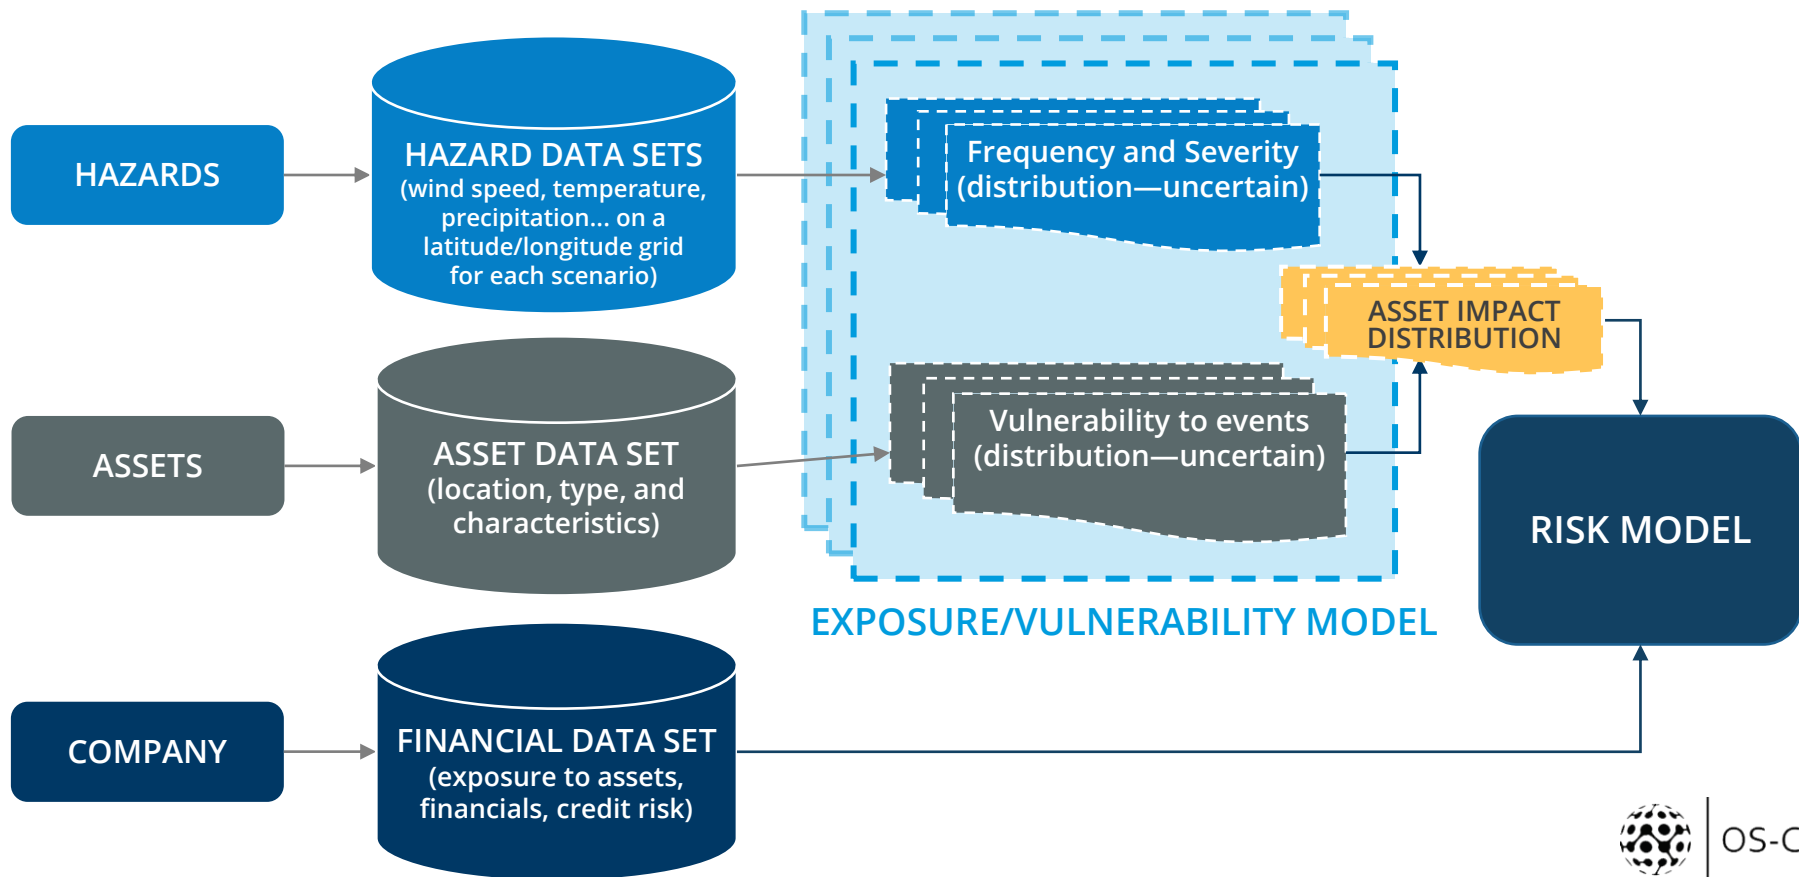 HAZARDS
HAZARD DATA SETS
(wind speed, temperature,
precipitation... on a
latitude/longitude grid
for each scenario)
Frequency and Severity
(distribution—uncertain)
ASSET IMPACT
DISTRIBUTION
ASSETS
ASSET DATA SET
(location, type, and
characteristics)
Vulnerability to events
(distribution—uncertain)
RISK MODEL
EXPOSURE/VULNERABILITY MODEL
COMPANY
FINANCIAL DATA SET
(exposure to assets,
financials, credit risk)